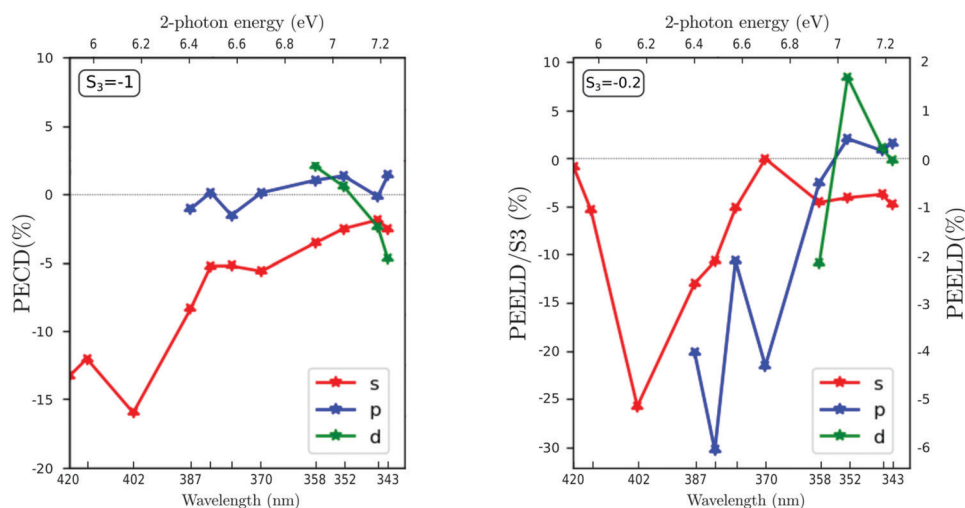 2-photon energy (eV)
6 6.2 6.4 6.6 6.8 7 7.2
10
5
0
-5
-10
-15
-20
PECD(%)
S3=-1
s
p
d
420 402 387 370 358 352 343
Wavelength (nm)
2-photon energy (eV)
6 6.2 6.4 6.6 6.8 7 7.2
10
5
0
-5
-10
-15
-20
-25
-30
PEELD/S3 (%)
S3=-0.2
s
p
d
2
1
0
-1
-2
-3
-4
-5
-6
PEELD(%)
420 402 387 370 358 352 343
Wavelength (nm)